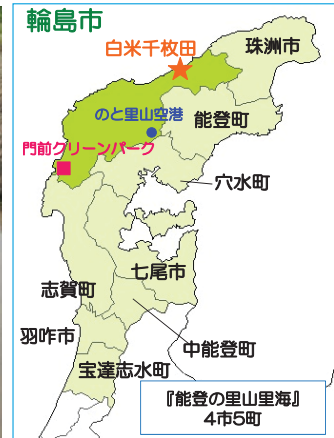 輪島市
白米千枚田
珠洲市
のと里山空港
能登町
門前グリーンパーク
穴水町
七尾市
志賀町
羽咋市
中能登町
宝達志水町
『能登の里山里海』
4市5町